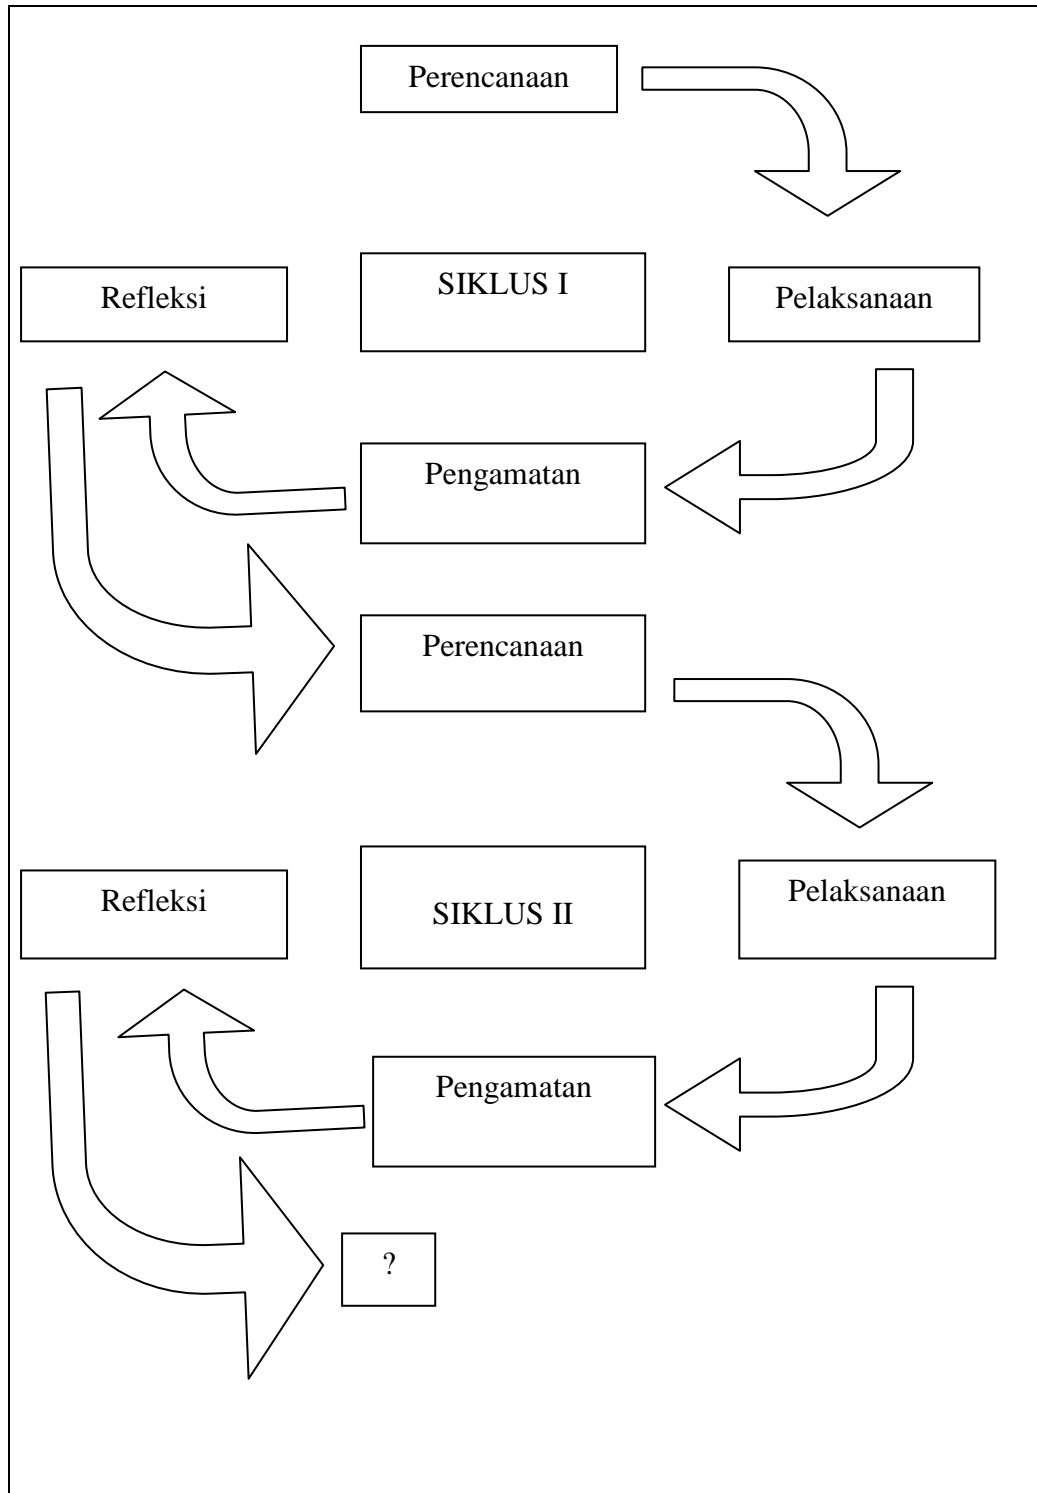 Perencanaan
Refleksi
SIKLUS I
Pelaksanaan
Pengamatan
Perencanaan
Refleksi
SIKLUS II
Pelaksanaan
Pengamatan
?